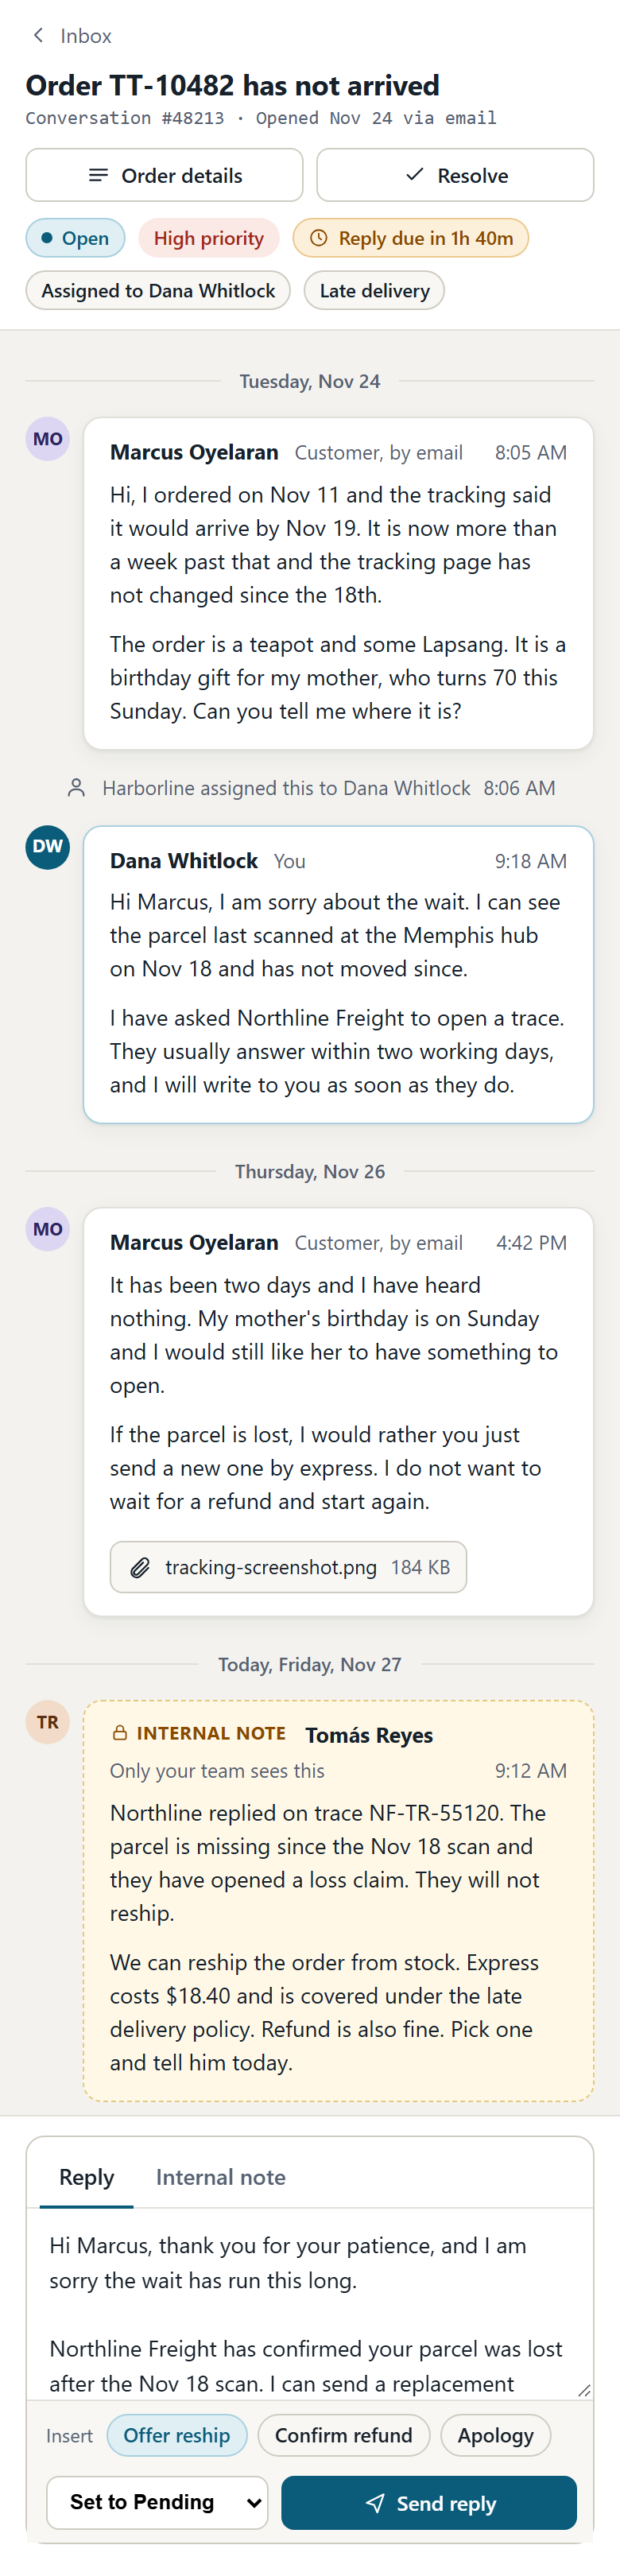 Inbox
Order TT-10482 has not arrived
Conversation #48213 · Opened Nov 24 via email
Order details
Resolve
Open
High priority
Reply due in 1h 40m
Assigned to Dana Whitlock
Late delivery
Tuesday, Nov 24
MO
Marcus Oyelaran Customer, by email 8:05 AM
Hi, I ordered on Nov 11 and the tracking said
it would arrive by Nov 19. It is now more than
a week past that and the tracking page has
not changed since the 18th.
The order is a teapot and some Lapsang. It is a
birthday gift for my mother, who turns 70 this
Sunday. Can you tell me where it is?
Harborline assigned this to Dana Whitlock 8:06 AM
DW
Dana Whitlock You 9:18 AM
Hi Marcus, I am sorry about the wait. I can see
the parcel last scanned at the Memphis hub
on Nov 18 and has not moved since.
I have asked Northline Freight to open a trace.
They usually answer within two working days,
and I will write to you as soon as they do.
Thursday, Nov 26
MO
Marcus Oyelaran Customer, by email 4:42 PM
It has been two days and I have heard
nothing. My mother's birthday is on Sunday
and I would still like her to have something to
open.
If the parcel is lost, I would rather you just
send a new one by express. I do not want to
wait for a refund and start again.
tracking-screenshot.png 184 KB
Today, Friday, Nov 27
TR
INTERNAL NOTE Tomás Reyes
Only your team sees this 9:12 AM
Northline replied on trace NF-TR-55120. The
parcel is missing since the Nov 18 scan and
they have opened a loss claim. They will not
reship.
We can reship the order from stock. Express
costs $18.40 and is covered under the late
delivery policy. Refund is also fine. Pick one
and tell him today.
Reply
Internal note
Hi Marcus, thank you for your patience, and I am
sorry the wait has run this long.
Northline Freight has confirmed your parcel was lost
after the Nov 18 scan. I can send a replacement
Insert
Offer reship
Confirm refund
Apology
Set to Pending
Send reply